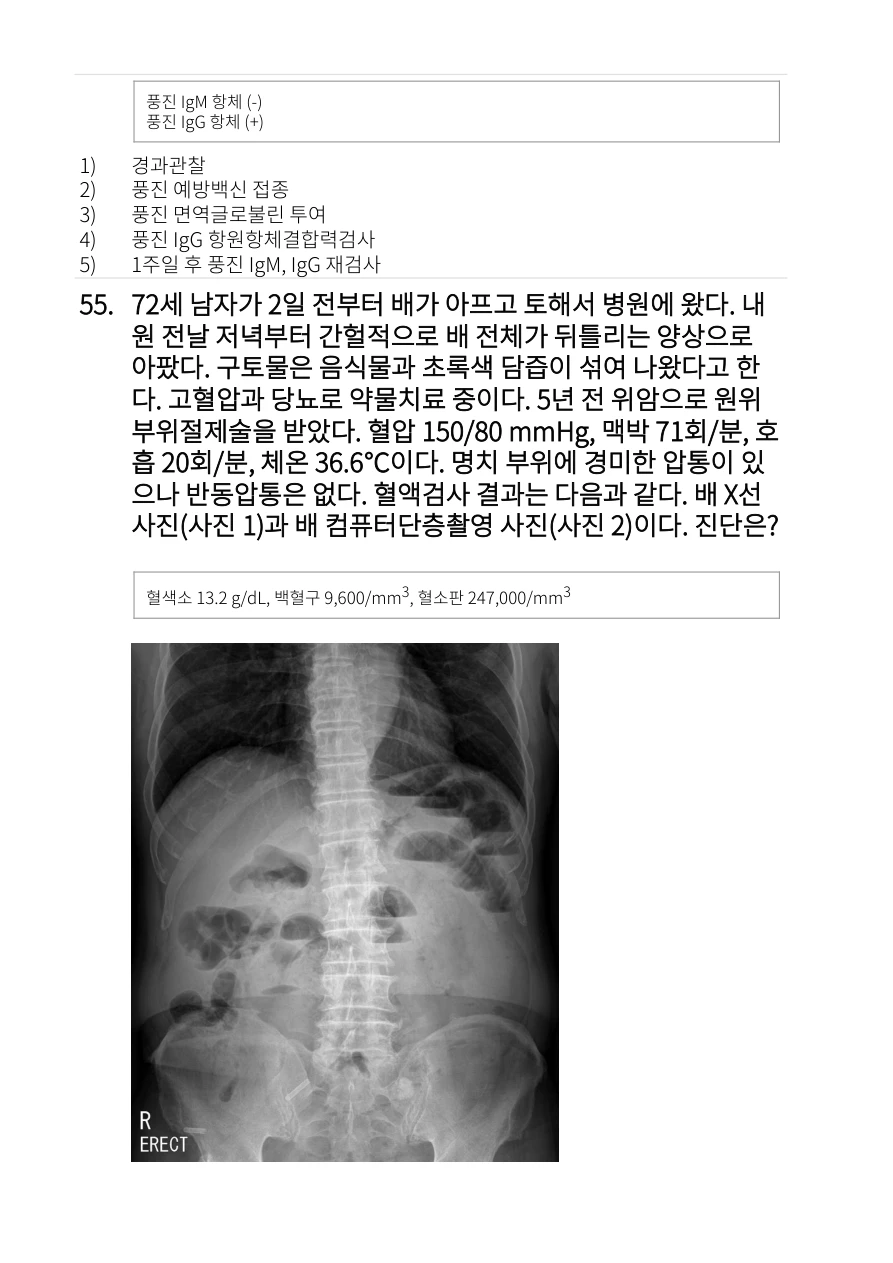 풍진 IgM 항체 (-)
풍진 IgG 항체 (+)
1) 경과관찰
2) 풍진 예방백신 접종
3) 풍진 면역글로불린 투여
4) 풍진 IgG 항원항체결합력검사
5) 1주일 후 풍진 IgM, IgG 재검사
55. 72세 남자가 2일 전부터 배가 아프고 토해서 병원에 왔다. 내
원 전날 저녁부터 간헐적으로 배 전체가 뒤틀리는 양상으로
아팠다. 구토물은 음식물과 초록색 담즙이 섞여 나왔다고 한
다. 고혈압과 당뇨로 약물치료 중이다. 5년 전 위암으로 원위
부위절제술을 받았다. 혈압 150/80 mmHg, 맥박 71회/분, 호
흡 20회/분, 체온 36.6℃이다. 명치 부위에 경미한 압통이 있
으나 반동압통은 없다. 혈액검사 결과는 다음과 같다. 배 X선
사진(사진 1)과 배 컴퓨터단층촬영 사진(사진 2)이다. 진단은?
혈색소 13.2 g/dL, 백혈구 9,600/mm³, 혈소판 247,000/mm³
R
ERECT